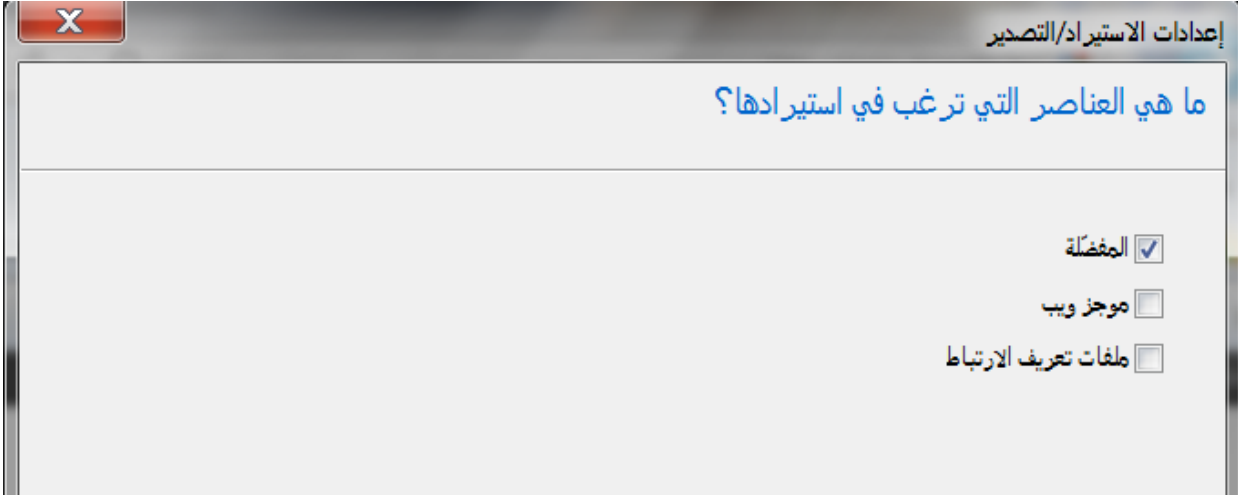 إعدادات الاستيراد/التصدير
ما هي العناصر التي ترغب في استيرادها؟
المفضّلة
موجز ويب
ملفات تعريف الارتباط